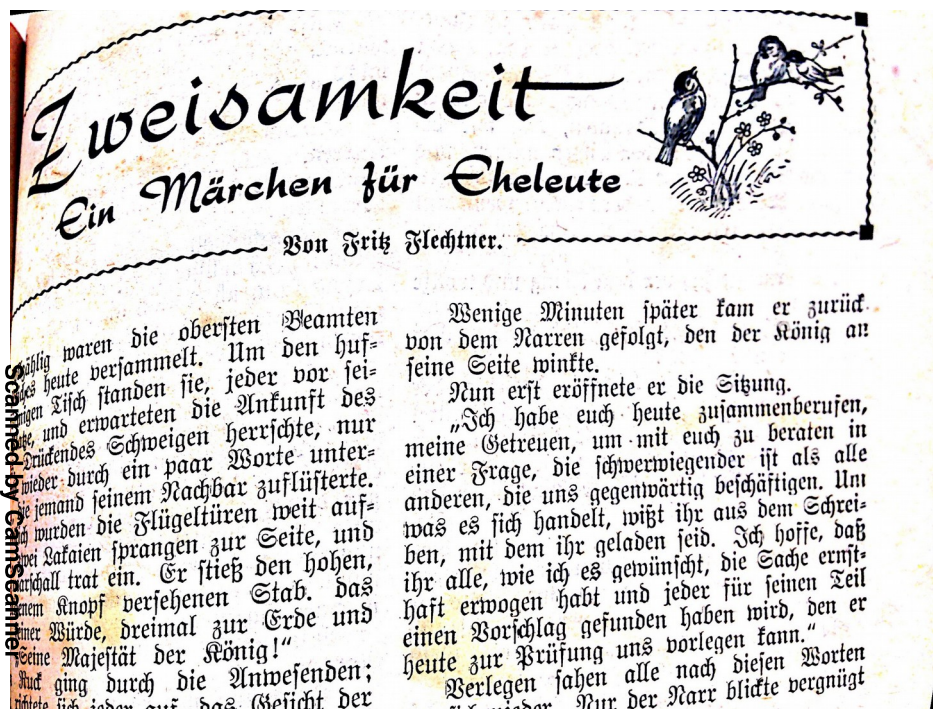 Zweisamkeit
Ein Märchen für Eheleute
Von Fritz Flechtner.
waren die obersten Beamten
heute versammelt. Um den huf-
Tisch standen sie, jeder vor sei-
und erwarteten die Ankunft des
Drückendes Schweigen herrschte, nur
wieder durch ein paar Worte unter-
jemand seinem Nachbar zuflüsterte.
wurden die Flügeltüren weit auf-
Lakaien sprangen zur Seite, und
trat ein. Er stieß den hohen,
Knopf versehenen Stab. das
Würde, dreimal zur Erde und
„Seine Majestät der König!“
Ruck ging durch die Anwesenden;
jeder auf, das Gesicht der
Wenige Minuten später kam er zurück
von dem Narren gefolgt, den der König an
seine Seite winkte.
Nun erst eröffnete er die Sitzung.
„Ich habe euch heute zusammenberufen,
meine Getreuen, um mit euch zu beraten in
einer Frage, die schwerwiegender ist als alle
anderen, die uns gegenwärtig beschäftigen. Um
was es sich handelt, wißt ihr aus dem Schrei-
ben, mit dem ihr geladen seid. Ich hoffe, daß
ihr alle, wie ich es gewünscht, die Sache ernst-
haft erwogen habt und jeder für seinen Teil
einen Vorschlag gefunden haben wird, den er
heute zur Prüfung uns vorlegen kann.“
Verlegen sahen alle nach diesen Worten
Nur der Narr blickte vergnügt
Scanned by CamScanner